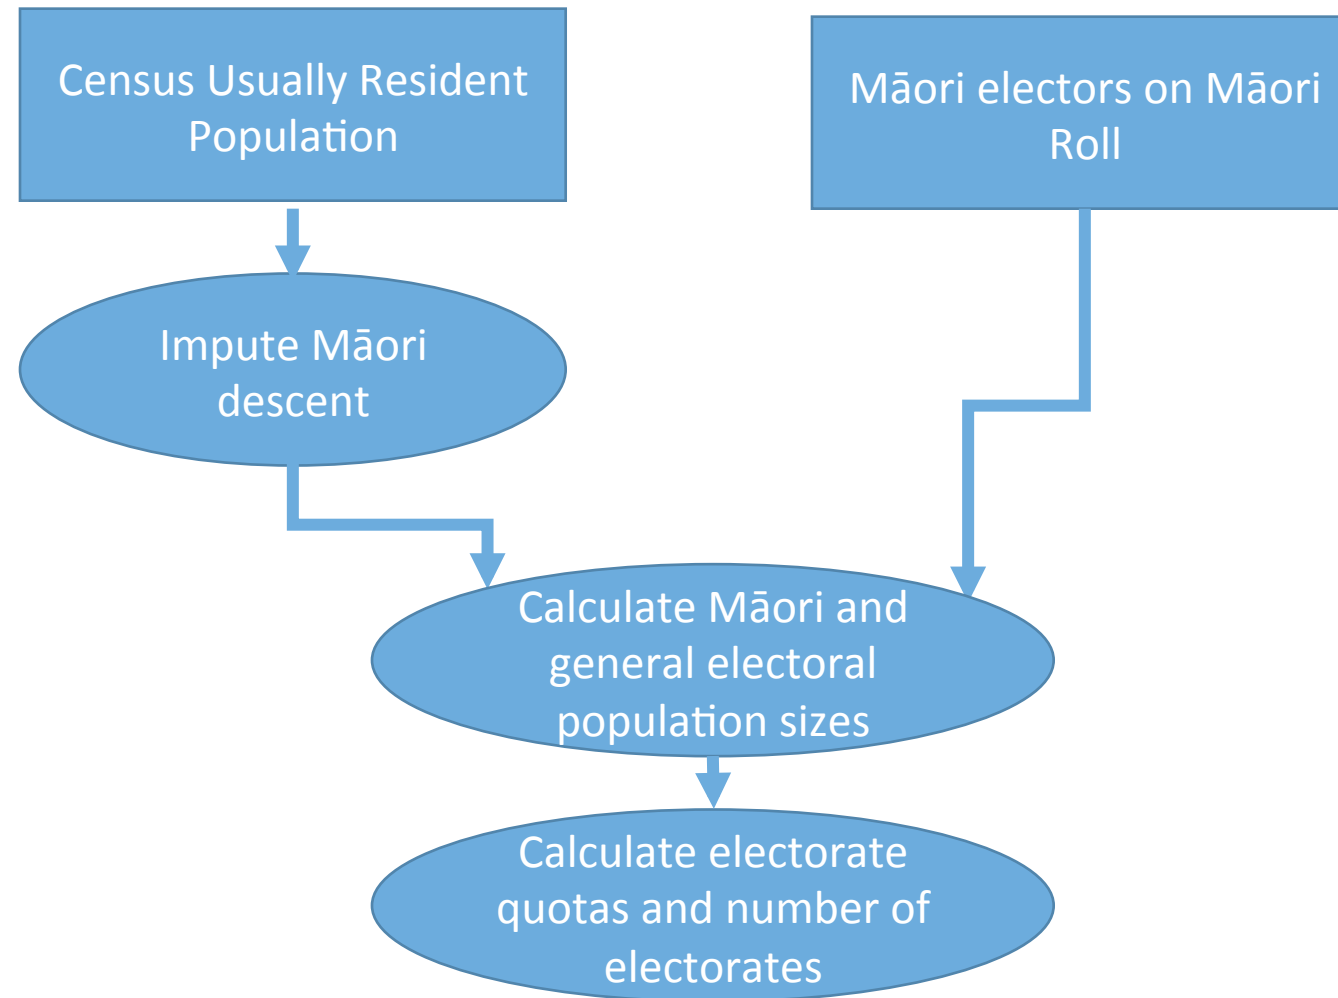 Census Usually Resident
Population
Māori electors on Māori
Roll
Impute Māori
descent
Calculate Māori and
general electoral
population sizes
Calculate electorate
quotas and number of
electorates